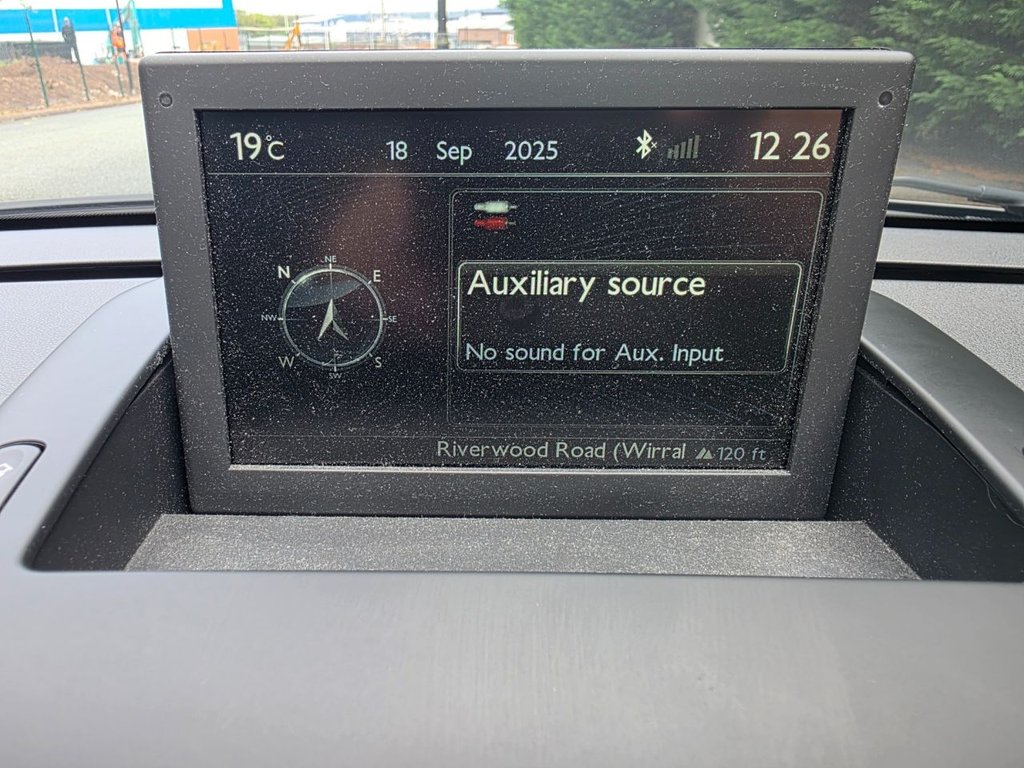 19°C 18 Sep 2025 12 26
NE
N E
NW SE
W S
SW
Auxiliary source
No sound for Aux. Input
Riverwood Road (Wirral 120 ft